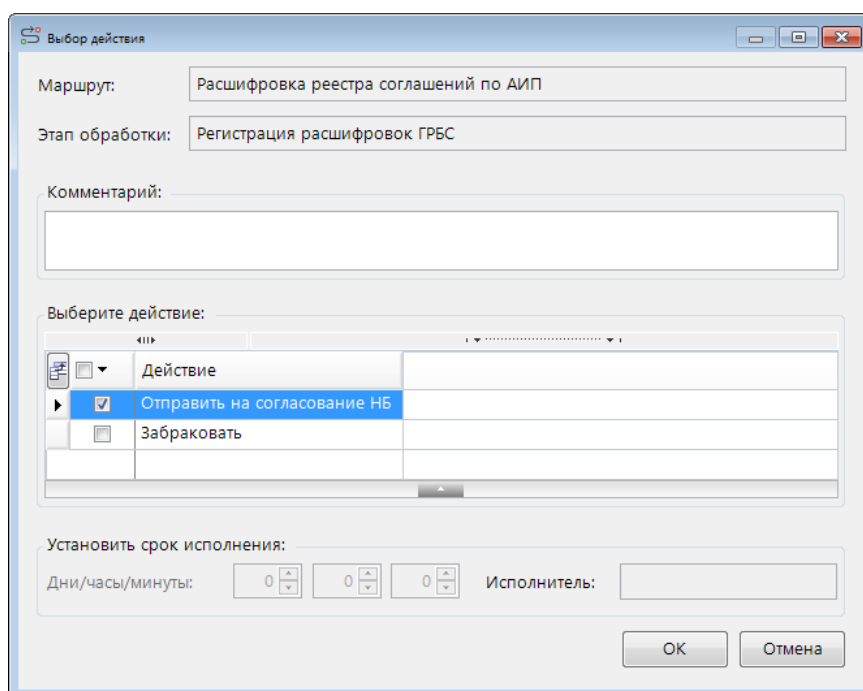 Выбор действия
Маршрут: Расшифровка реестра соглашений по АИП
Этап обработки: Регистрация расшифровок ГРБС
Комментарий:
Выберите действие:
Действие
Отправить на согласование НБ
Забраковать
Установить срок исполнения:
Дни/часы/минуты: 0 0 0 Исполнитель:
ОК Отмена